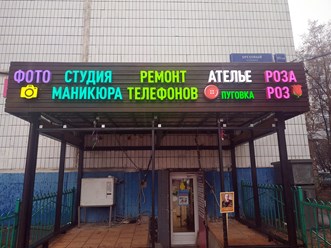 ФОТО
СТУДИЯ
МАНИКЮРА
РЕМОНТ
ТЕЛЕФОНОВ
АТЕЛЬЕ
ПУГОВКА
РОЗА
РОЗ